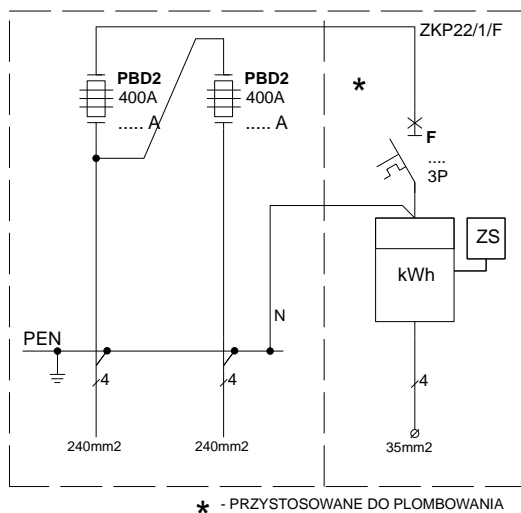 ZKP22/1/F
PBD2
400A
..... A
PBD2
400A
..... A
*
F
....
3P
ZS
kWh
N
PEN
4
4
4
240mm2
240mm2
35mm2
* - PRZYSTOSOWANE DO PLOMBOWANIA